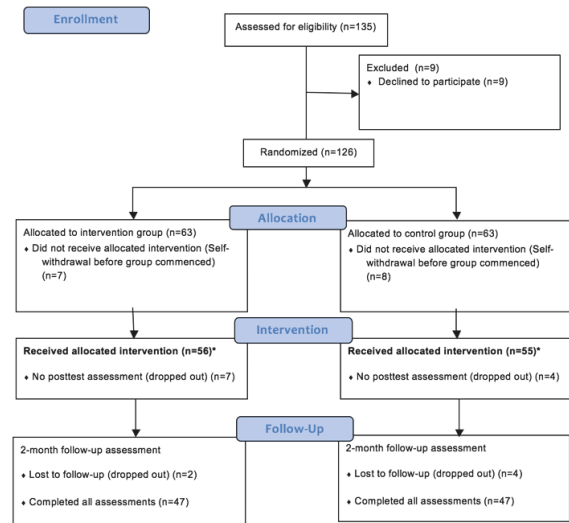 Enrollment
Assessed for eligibility (n=135)
Excluded (n=9)
♦ Declined to participate (n=9)
Randomized (n=126)
Allocation
Allocated to intervention group (n=63)
♦ Did not receive allocated intervention (Self-
withdrawal before group commenced)
(n=7)
Allocated to control group (n=63)
♦ Did not receive allocated intervention (Self-
withdrawal before group commenced)
(n=8)
Intervention
Received allocated intervention (n=56)*
♦ No posttest assessment (dropped out) (n=7)
Received allocated intervention (n=55)*
♦ No posttest assessment (dropped out) (n=4)
Follow-Up
2-month follow-up assessment
♦ Lost to follow-up (dropped out) (n=2)
♦ Completed all assessments (n=47)
2-month follow-up assessment
♦ Lost to follow-up (dropped out) (n=4)
♦ Completed all assessments (n=47)